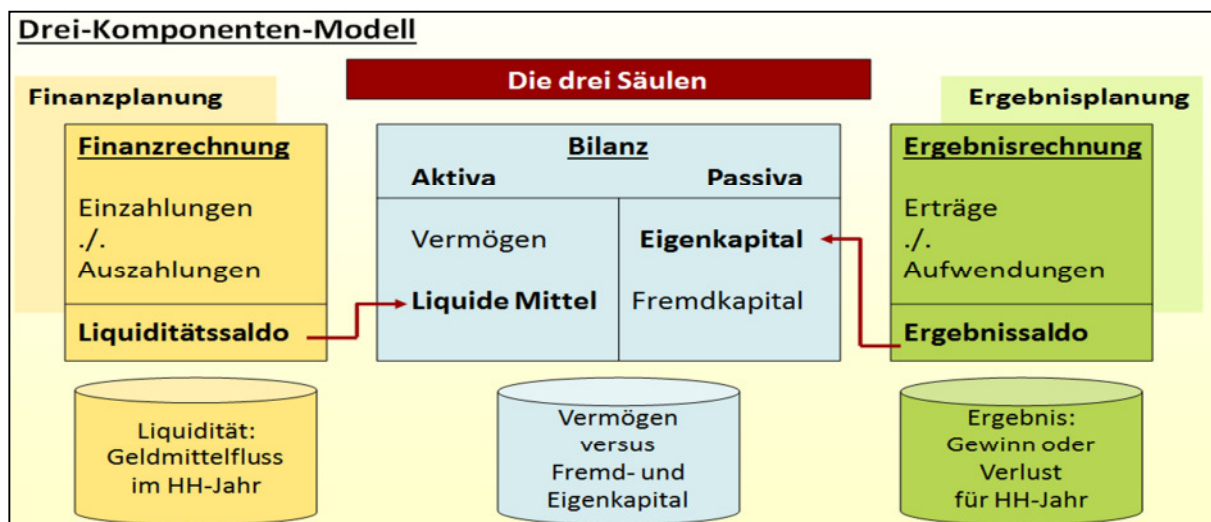 Drei-Komponenten-Modell
Die drei Säulen
Finanzplanung
Finanzrechnung
Einzahlungen
./.
Auszahlungen
Liquiditätssaldo
Bilanz
Aktiva Passiva
Vermögen Eigenkapital
Liquide Mittel Fremdkapital
Ergebnisplanung
Ergebnisrechnung
Erträge
./.
Aufwendungen
Ergebnissaldo
Liquidität:
Geldmittelfluss
im HH-Jahr
Vermögen
versus
Fremd- und
Eigenkapital
Ergebnis:
Gewinn oder
Verlust
für HH-Jahr